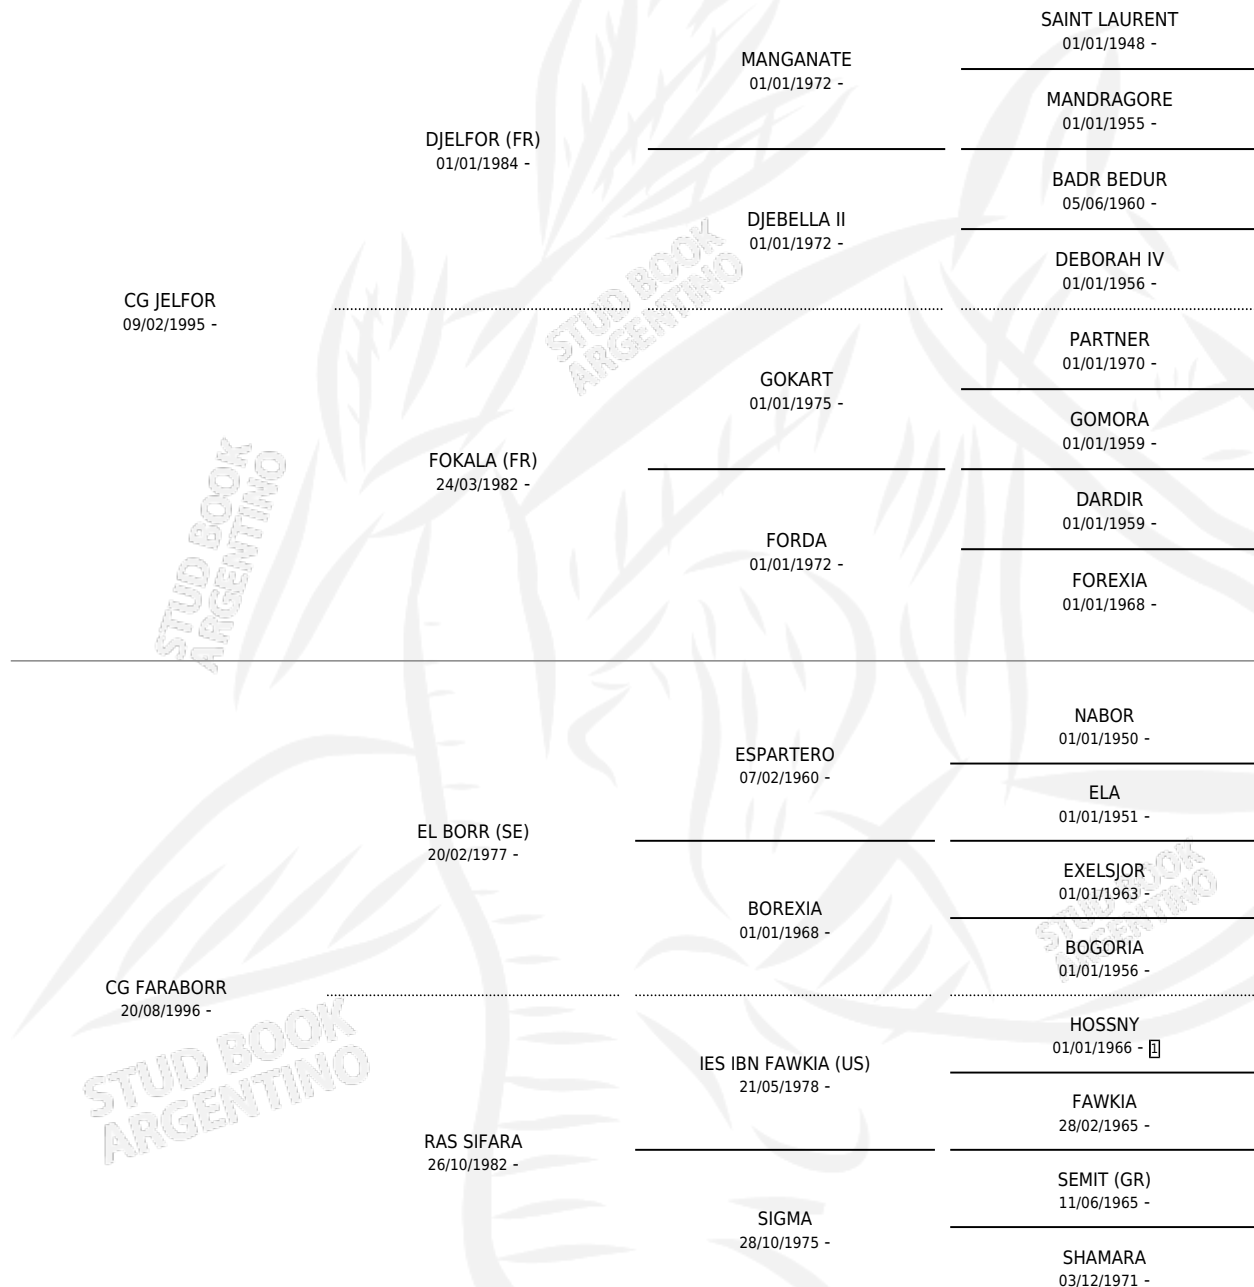 SAINT LAURENT
01/01/1948 -
MANGANATE
01/01/1972 -
MANDRAGORE
01/01/1955 -
DJELFOR (FR)
01/01/1984 -
BADR BEDUR
05/06/1960 -
DJEBELLA II
01/01/1972 -
DEBORAH IV
01/01/1956 -
CG JELFOR
09/02/1995 -
PARTNER
01/01/1970 -
GOKART
01/01/1975 -
GOMORA
01/01/1959 -
FOKALA (FR)
24/03/1982 -
DARDIR
01/01/1959 -
FORDA
01/01/1972 -
FOREXIA
01/01/1968 -
STUD BOOK
ARGENTINO
STUD BOOK
ARGENTINO
NABOR
01/01/1950 -
ESPARTERO
07/02/1960 -
ELA
01/01/1951 -
EL BORR (SE)
20/02/1977 -
EXELSJOR
01/01/1963 -
BOREXIA
01/01/1968 -
BOGORIA
01/01/1956 -
STUD BOOK
ARGENTINO
CG FARABORR
20/08/1996 -
HOSSNY
01/01/1966 - 1
IES IBN FAWKIA (US)
21/05/1978 -
FAWKIA
28/02/1965 -
RAS SIFARA
26/10/1982 -
SEMIT (GR)
11/06/1965 -
SIGMA
28/10/1975 -
SHAMARA
03/12/1971 -
STUD BOOK
ARGENTINO